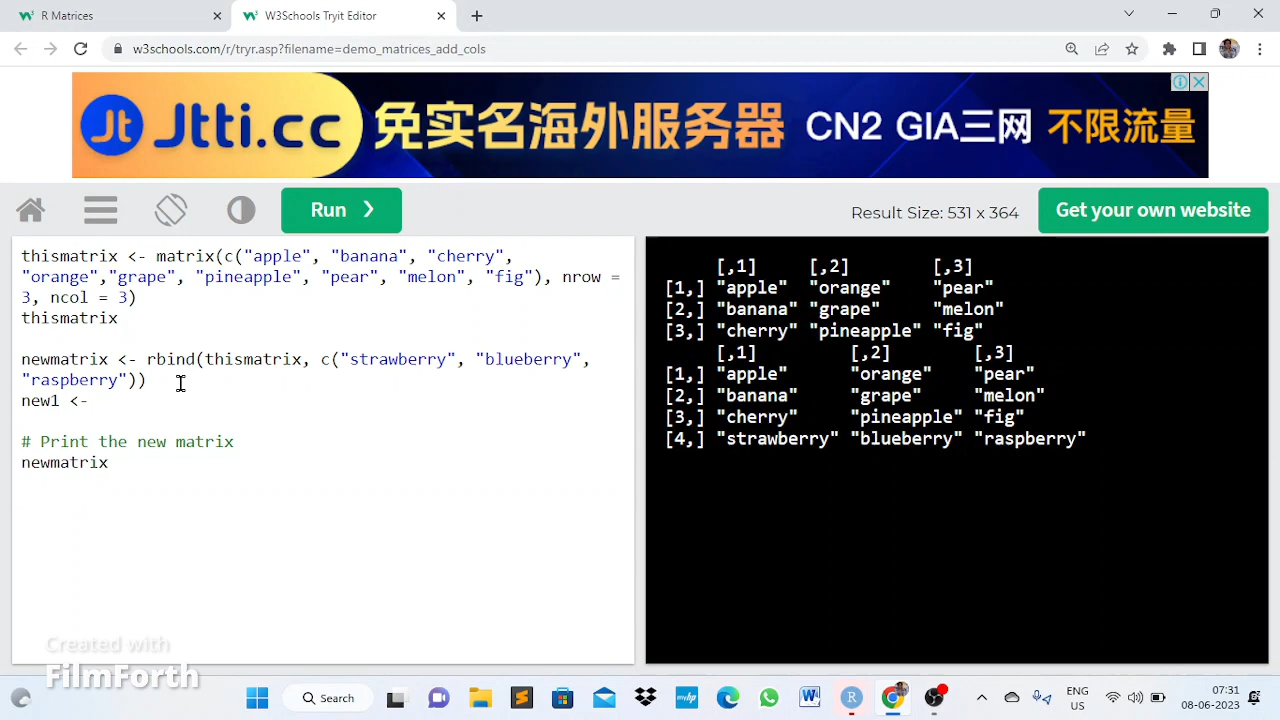 R Matrices
W3Schools Tryit Editor
w3schools.com/r/tryr.asp?filename=demo_matrices_add_cols
Jt Jtti.cc 免实名海外服务器 CN2 GIA三网 不限流量
Run ❯
Result Size: 531 x 364
Get your own website
thismatrix <- matrix(c("apple", "banana", "cherry",
"orange","grape", "pineapple", "pear", "melon", "fig"), nrow =
3, ncol = 3)
thismatrix
newmatrix <- rbind(thismatrix, c("strawberry", "blueberry",
"raspberry"))
new1 <-
# Print the new matrix
newmatrix
[,1] [,2] [,3]
[1,] "apple" "orange" "pear"
[2,] "banana" "grape" "melon"
[3,] "cherry" "pineapple" "fig"
[,1] [,2] [,3]
[1,] "apple" "orange" "pear"
[2,] "banana" "grape" "melon"
[3,] "cherry" "pineapple" "fig"
[4,] "strawberry" "blueberry" "raspberry"
Created with
FilmForth
Search
myhp
W
R
ENG
US
07:31
08-06-2023